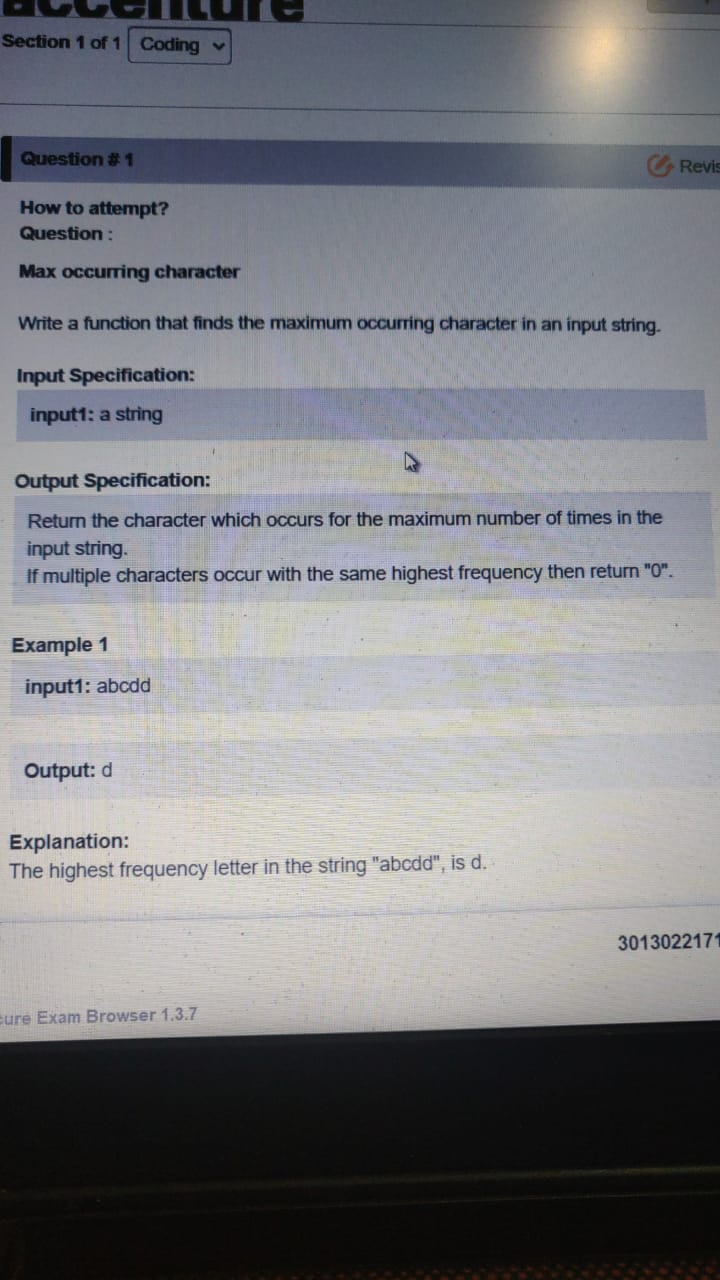 accenture
Section 1 of 1 Coding
Question # 1
Revis
How to attempt?
Question :
Max occurring character
Write a function that finds the maximum occurring character in an input string.
Input Specification:
input1: a string
Output Specification:
Return the character which occurs for the maximum number of times in the
input string.
If multiple characters occur with the same highest frequency then return "0".
Example 1
input1: abcdd
Output: d
Explanation:
The highest frequency letter in the string "abcdd", is d.
3013022171
cure Exam Browser 1.3.7